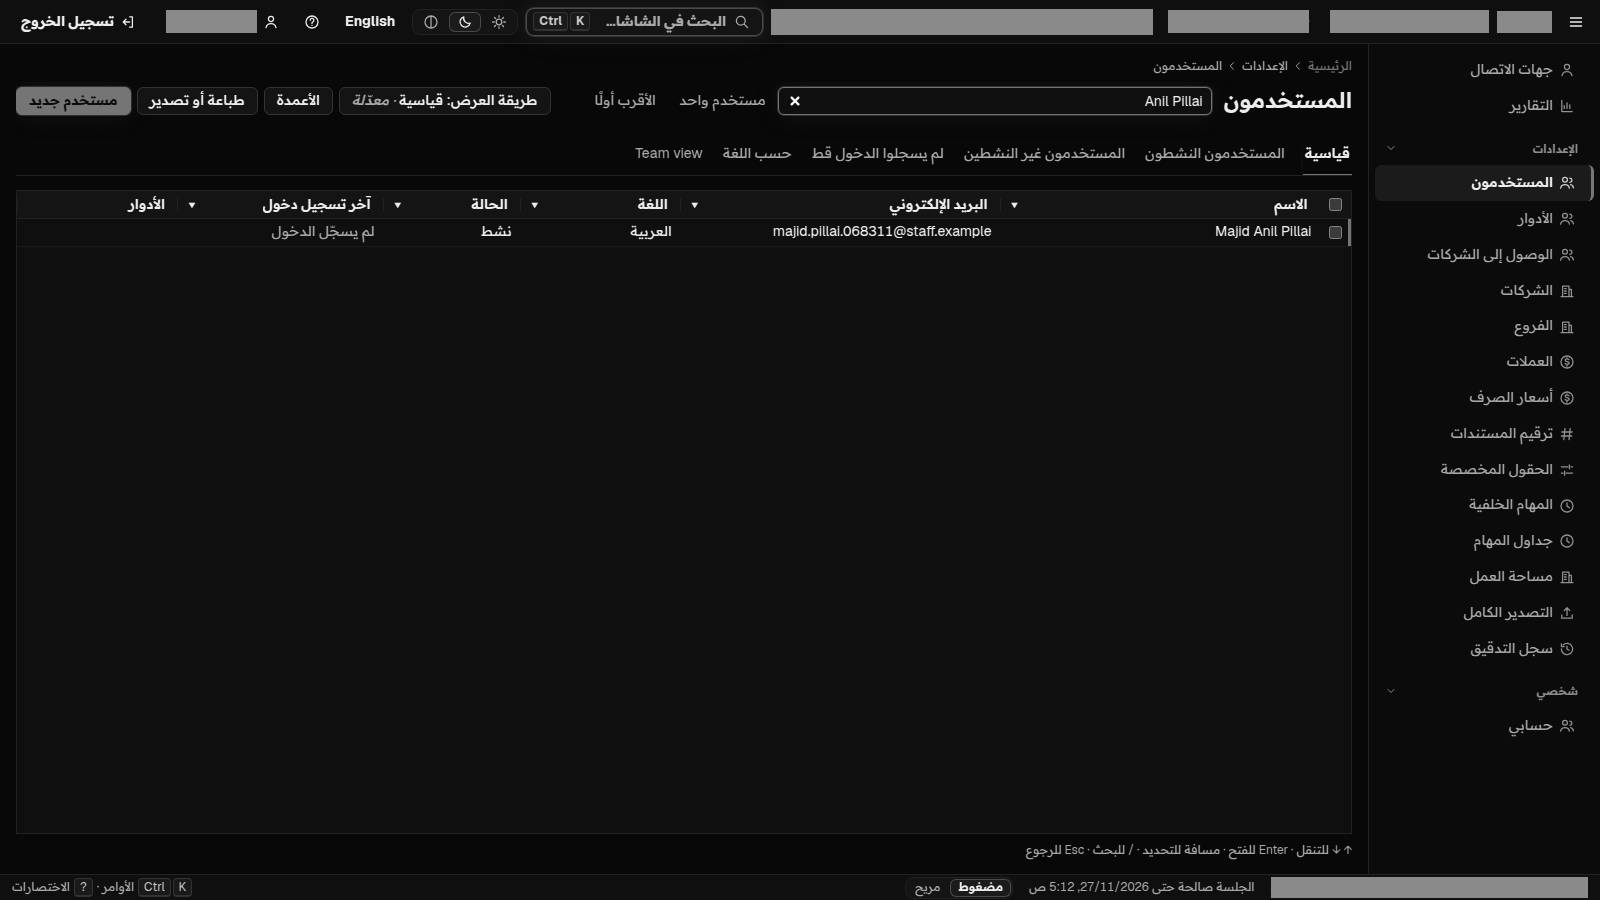 البحث في الشاشا... Ctrl K
English
تسجيل الخروج
الرئيسية › الإعدادات › المستخدمون
المستخدمون
Anil Pillai ×
مستخدم واحد
الأقرب أولًا
طريقة العرض: قياسية · معدّلة
الأعمدة
طباعة أو تصدير
مستخدم جديد
قياسية
المستخدمون النشطون
المستخدمون غير النشطين
لم يسجلوا الدخول قط
حسب اللغة
Team view
الاسم ▼ البريد الإلكتروني ▼ اللغة ▼ الحالة ▼ آخر تسجيل دخول ▼ الأدوار
Majid Anil Pillai majid.pillai.068311@staff.example العربية نشط لم يسجّل الدخول
↑↓ للتنقل · Enter للفتح · مسافة للتحديد · / للبحث · Esc للرجوع
جهات الاتصال
التقارير
الإعدادات
المستخدمون
الأدوار
الوصول إلى الشركات
الشركات
الفروع
العملات
أسعار الصرف
ترقيم المستندات
الحقول المخصصة
المهام الخلفية
جداول المهام
مساحة العمل
التصدير الكامل
سجل التدقيق
شخصي
حسابي
الجلسة صالحة حتى 27/11/2026, 5:12 ص
مضغوط
مريح
Ctrl K الأوامر · ? الاختصارات